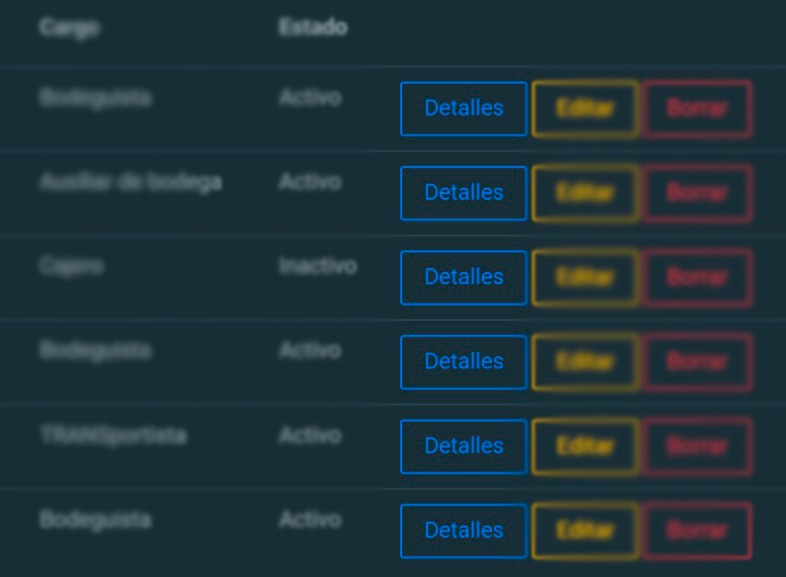 Cargo Estado
Bodeguista Activo Detalles Editar Borrar
Auxiliar de bodega Activo Detalles Editar Borrar
Cajero Inactivo Detalles Editar Borrar
Bodeguista Activo Detalles Editar Borrar
TRANSportista Activo Detalles Editar Borrar
Bodeguista Activo Detalles Editar Borrar